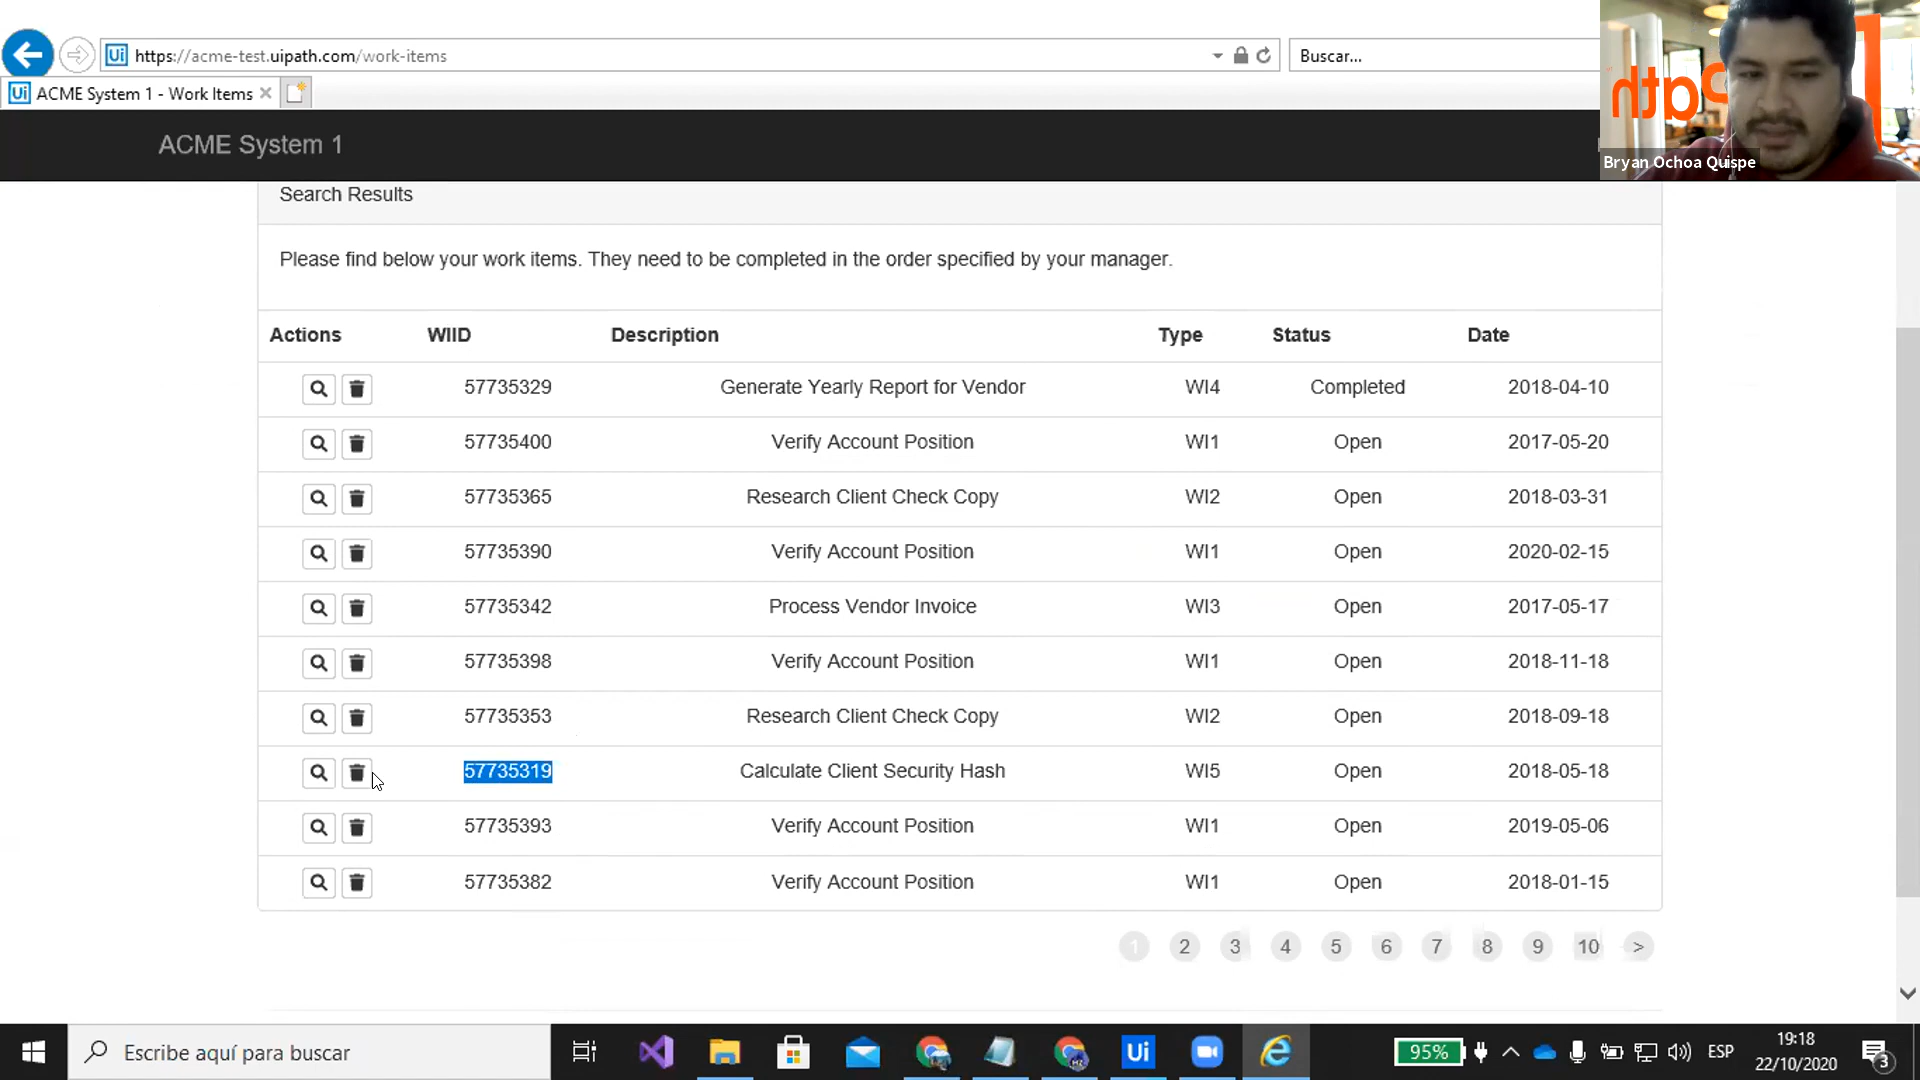 https://acme-test.uipath.com/work-items
Buscar...
ACME System 1 - Work Items
ACME System 1
Bryan Ochoa Quispe
Search Results
Please find below your work items. They need to be completed in the order specified by your manager.
Actions WIID Description Type Status Date
57735329 Generate Yearly Report for Vendor WI4 Completed 2018-04-10
57735400 Verify Account Position WI1 Open 2017-05-20
57735365 Research Client Check Copy WI2 Open 2018-03-31
57735390 Verify Account Position WI1 Open 2020-02-15
57735342 Process Vendor Invoice WI3 Open 2017-05-17
57735398 Verify Account Position WI1 Open 2018-11-18
57735353 Research Client Check Copy WI2 Open 2018-09-18
57735319 Calculate Client Security Hash WI5 Open 2018-05-18
57735393 Verify Account Position WI1 Open 2019-05-06
57735382 Verify Account Position WI1 Open 2018-01-15
1 2 3 4 5 6 7 8 9 10 >
Escribe aquí para buscar
Ui
95%
ESP
19:18
22/10/2020
3